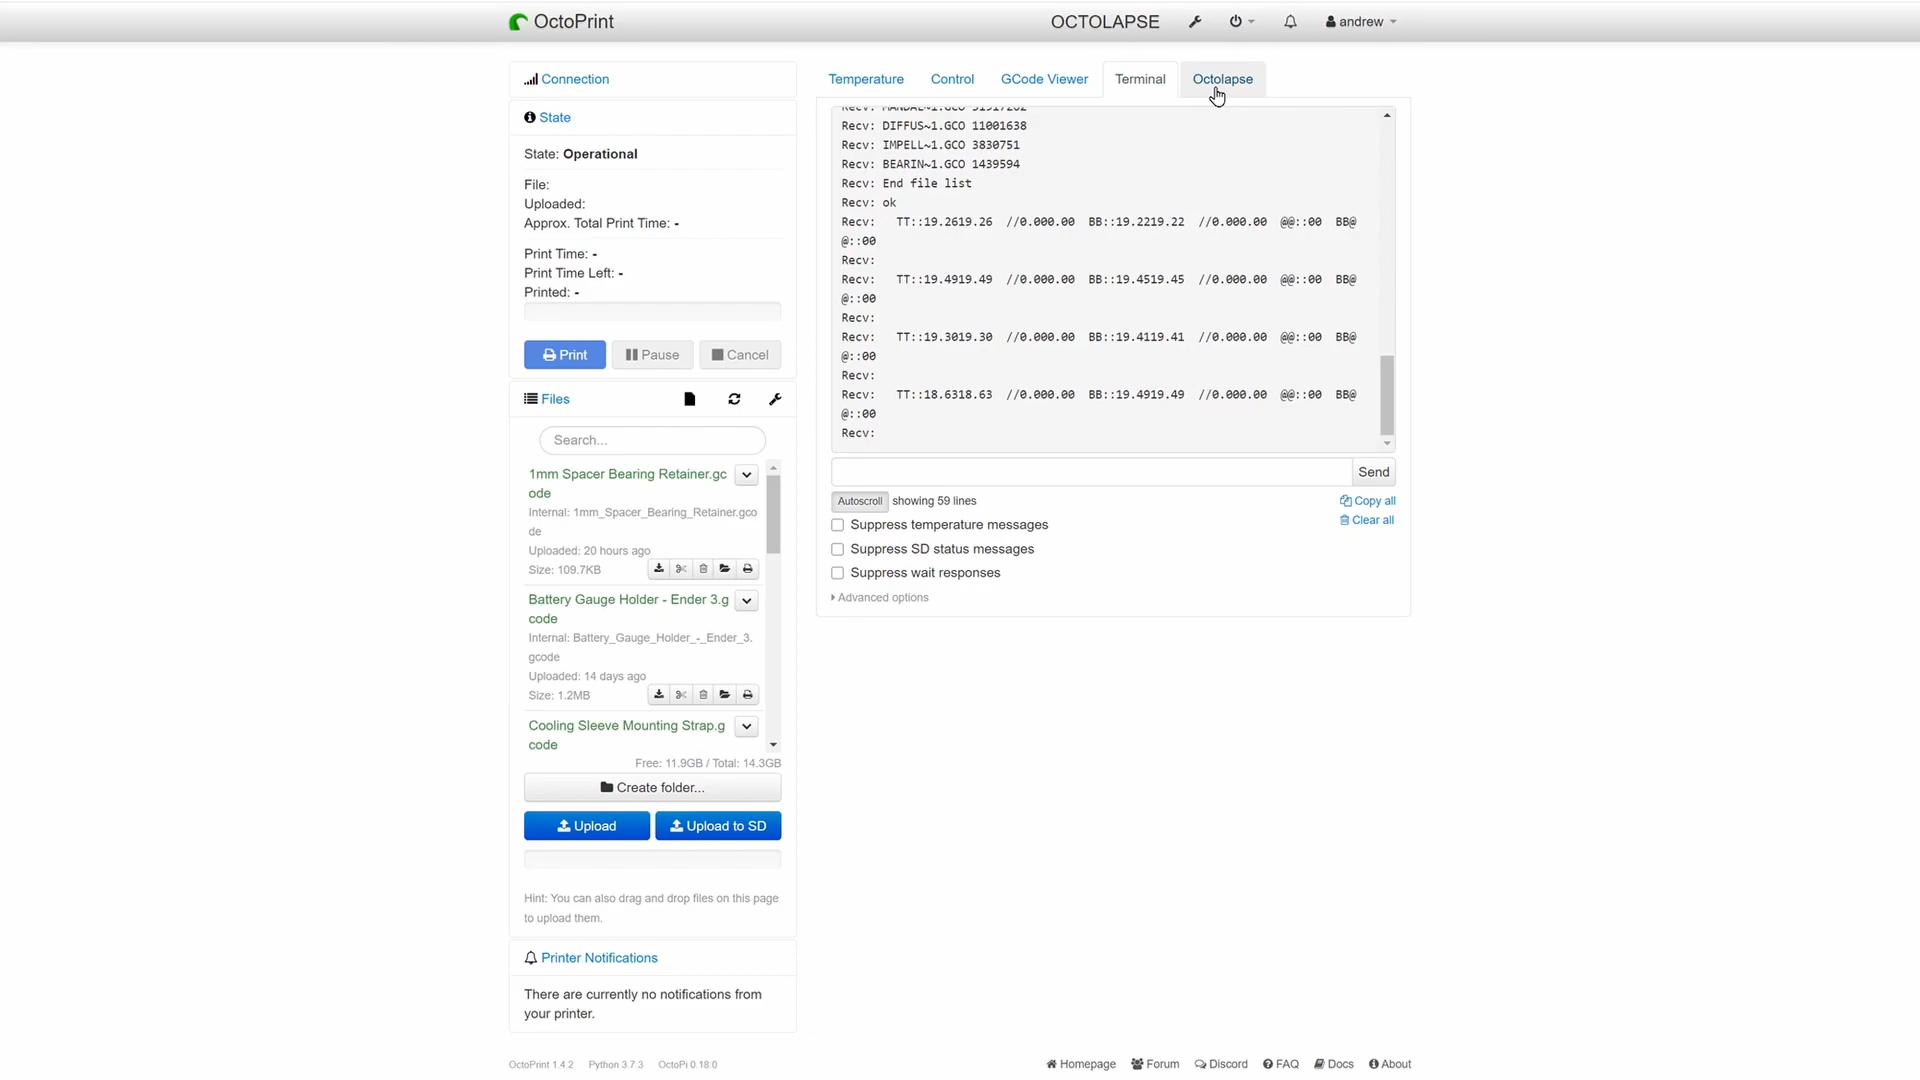 OctoPrint
OCTOLAPSE
andrew
Connection
State
State: Operational
File:
Uploaded:
Approx. Total Print Time: -
Print Time: -
Print Time Left: -
Printed: -
Print
Pause
Cancel
Files
Search...
1mm Spacer Bearing Retainer.gc
ode
Internal: 1mm_Spacer_Bearing_Retainer.gco
de
Uploaded: 20 hours ago
Size: 109.7KB
Battery Gauge Holder - Ender 3.g
code
Internal: Battery_Gauge_Holder_-_Ender_3.
gcode
Uploaded: 14 days ago
Size: 1.2MB
Cooling Sleeve Mounting Strap.g
code
Free: 11.9GB / Total: 14.3GB
Create folder...
Upload
Upload to SD
Hint: You can also drag and drop files on this page
to upload them.
Printer Notifications
There are currently no notifications from
your printer.
Temperature
Control
GCode Viewer
Terminal
Octolapse
Recv: DIFFUS~1.GCO 11001638
Recv: IMPELL~1.GCO 3830751
Recv: BEARIN~1.GCO 1439594
Recv: End file list
Recv: ok
Recv:   TT::19.2619.26  //0.000.00  BB::19.2219.22  //0.000.00  @@::00  BB@
@::00
Recv:
Recv:   TT::19.4919.49  //0.000.00  BB::19.4519.45  //0.000.00  @@::00  BB@
@::00
Recv:
Recv:   TT::19.3019.30  //0.000.00  BB::19.4119.41  //0.000.00  @@::00  BB@
@::00
Recv:
Recv:   TT::18.6318.63  //0.000.00  BB::19.4919.49  //0.000.00  @@::00  BB@
@::00
Recv:
Send
Autoscroll showing 59 lines
Copy all
Clear all
Suppress temperature messages
Suppress SD status messages
Suppress wait responses
Advanced options
OctoPrint 1.4.2 Python 3.7.3 OctoPi 0.18.0
Homepage Forum Discord FAQ Docs About